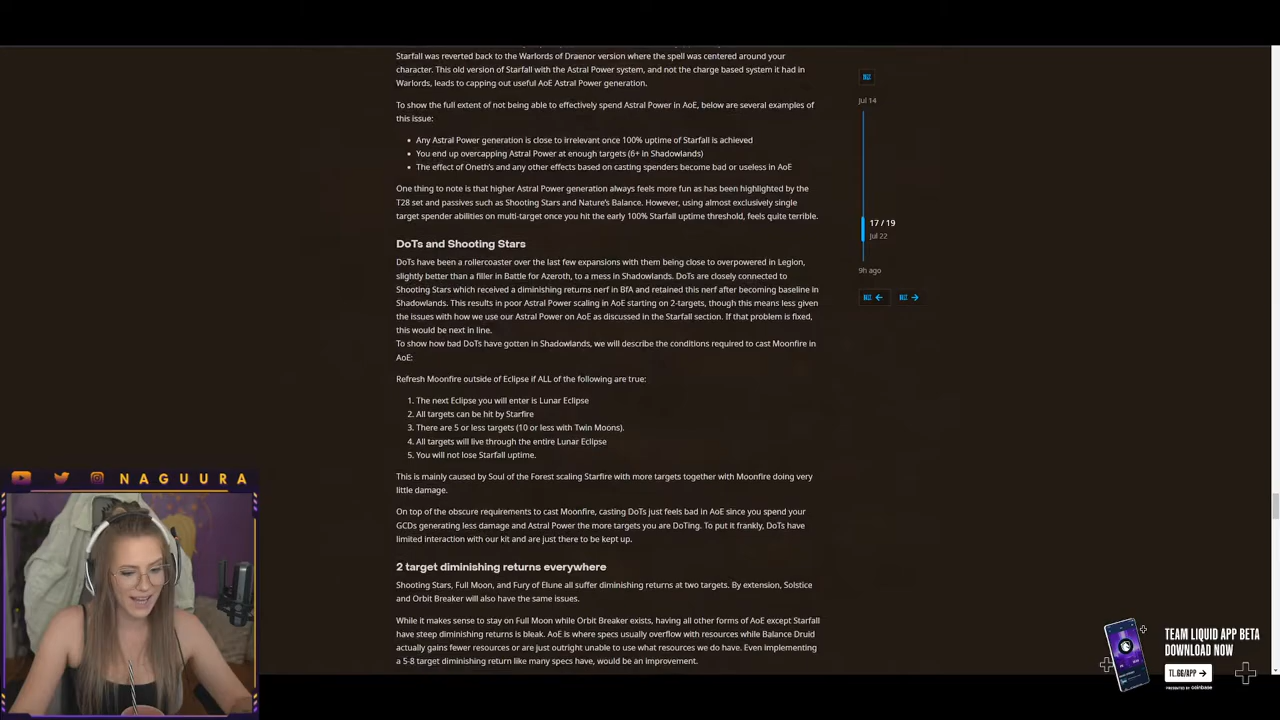 Starfall was reverted back to the Warlords of Draenor version where the spell was centered around your
character. This old version of Starfall with the Astral Power system, and not the charge based system it had in
Warlords, leads to capping out useful AoE Astral Power generation.
To show the full extent of not being able to effectively spend Astral Power in AoE, below are several examples of
this issue:
• Any Astral Power generation is close to irrelevant once 100% uptime of Starfall is achieved
• You end up overcapping Astral Power at enough targets (6+ in Shadowlands)
• The effect of Oneth's and any other effects based on casting spenders become bad or useless in AoE
One thing to note is that higher Astral Power generation always feels more fun as has been highlighted by the
T28 set and passives such as Shooting Stars and Nature's Balance. However, using almost exclusively single
target spender abilities on multi-target once you hit the early 100% Starfall uptime threshold, feels quite terrible.
DoTs and Shooting Stars
DoTs have been a rollercoaster over the last few expansions with them being close to overpowered in Legion,
slightly better than a filler in Battle for Azeroth, to a mess in Shadowlands. DoTs are closely connected to
Shooting Stars which received a diminishing returns nerf in BfA and retained this nerf after becoming baseline in
Shadowlands. This results in poor Astral Power scaling in AoE starting on 2-targets, though this means less given
the issues with how we use our Astral Power on AoE as discussed in the Starfall section. If that problem is fixed,
this would be next in line.
To show how bad DoTs have gotten in Shadowlands, we will describe the conditions required to cast Moonfire in
AoE:
Refresh Moonfire outside of Eclipse if ALL of the following are true:
1. The next Eclipse you will enter is Lunar Eclipse
2. All targets can be hit by Starfire
3. There are 5 or less targets (10 or less with Twin Moons).
4. All targets will live through the entire Lunar Eclipse
5. You will not lose Starfall uptime.
This is mainly caused by Soul of the Forest scaling Starfire with more targets together with Moonfire doing very
little damage.
On top of the obscure requirements to cast Moonfire, casting DoTs just feels bad in AoE since you spend your
GCDs generating less damage and Astral Power the more targets you are DoTing. To put it frankly, DoTs have
limited interaction with our kit and are just there to be kept up.
2 target diminishing returns everywhere
Shooting Stars, Full Moon, and Fury of Elune all suffer diminishing returns at two targets. By extension, Solstice
and Orbit Breaker will also have the same issues.
While it makes sense to stay on Full Moon while Orbit Breaker exists, having all other forms of AoE except Starfall
have steep diminishing returns is bleak. AoE is where specs usually overflow with resources while Balance Druid
actually gains fewer resources or are just outright unable to use what resources we do have. Even implementing
a 5-8 target diminishing return like many specs have, would be an improvement.
Jul 14
17 / 19
Jul 22
9h ago
NAGUURA
TEAM LIQUID APP BETA
DOWNLOAD NOW
TL.GG/APP →
PRESENTED BY coinbase